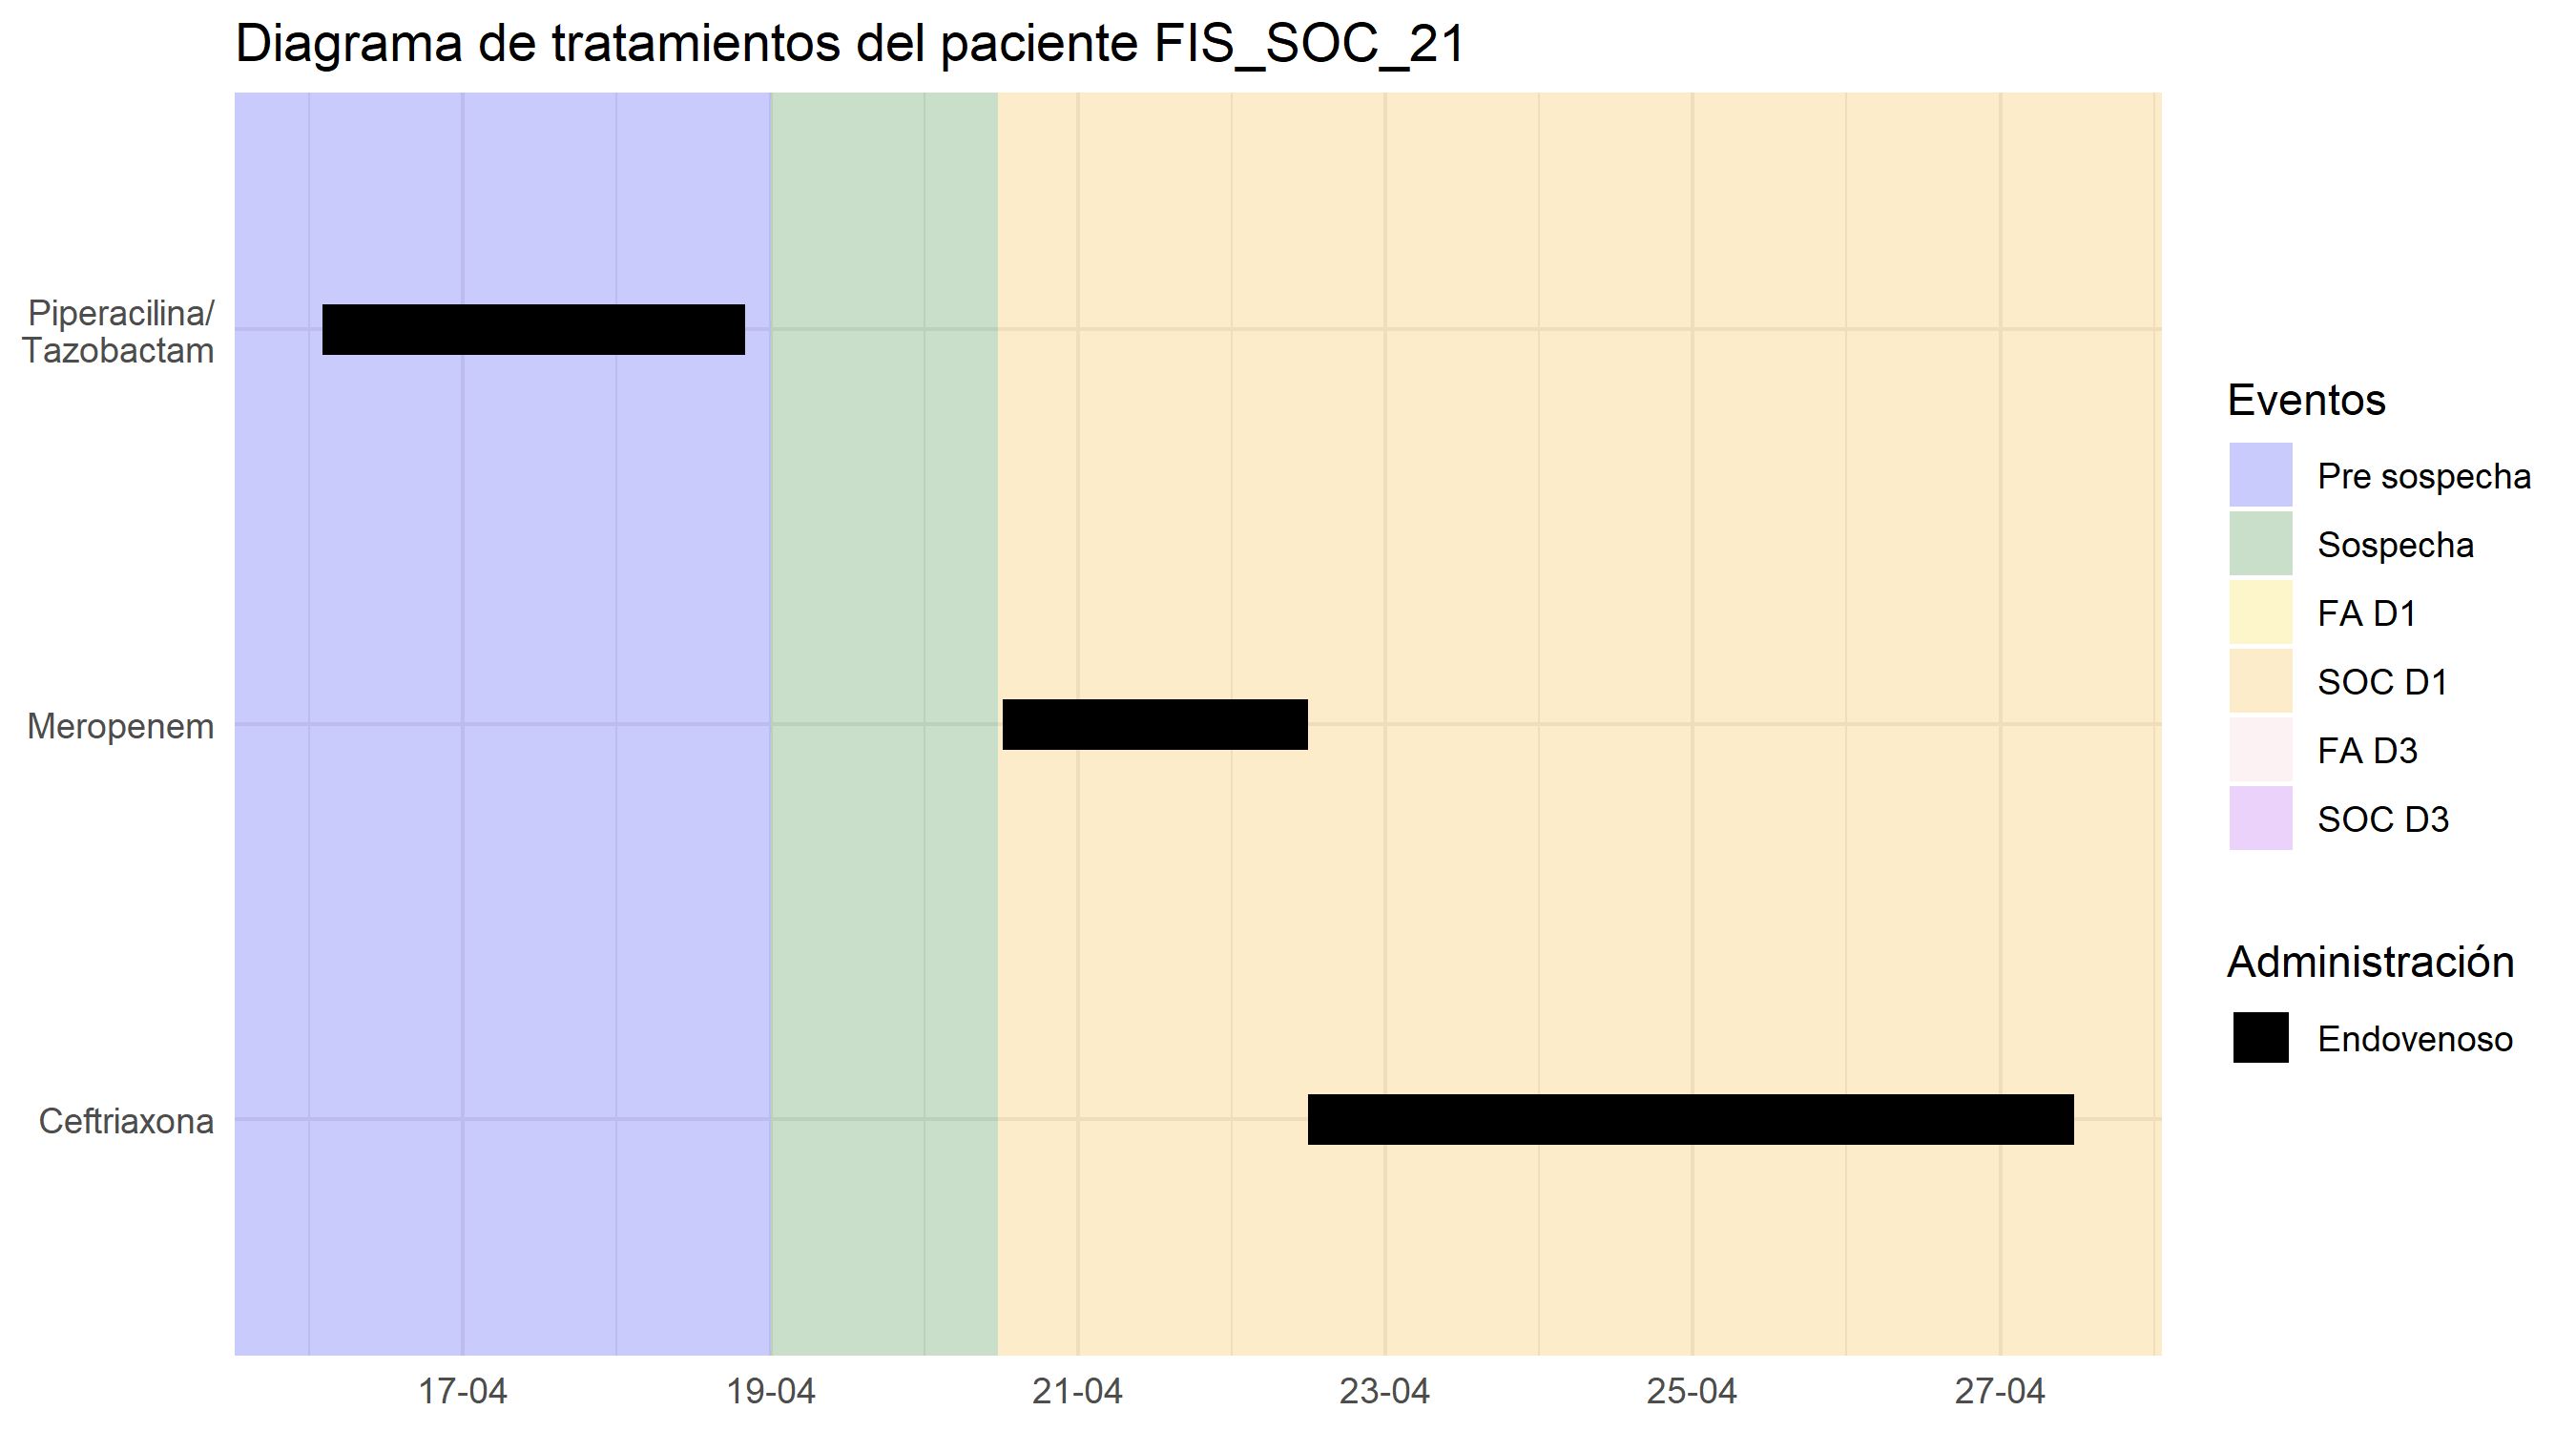 Diagrama de tratamientos del paciente FIS_SOC_21
Piperacilina/
Tazobactam
Meropenem
Ceftriaxona
17-04
19-04
21-04
23-04
25-04
27-04
Eventos
Pre sospecha
Sospecha
FA D1
SOC D1
FA D3
SOC D3
Administración
Endovenoso